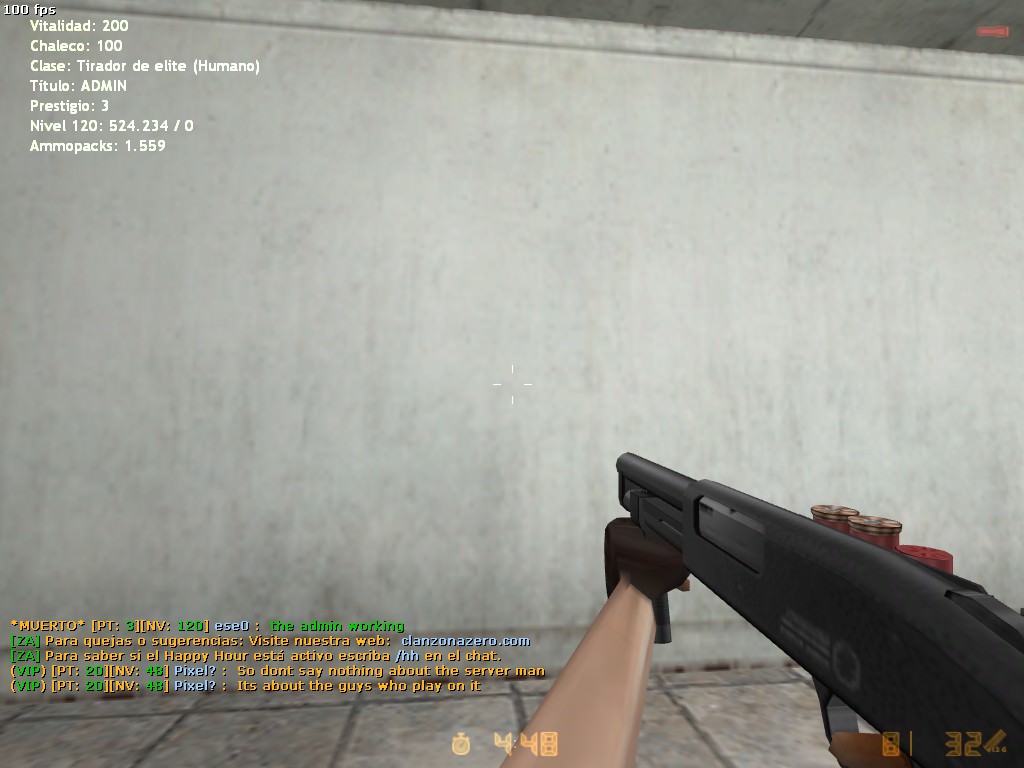 100 fps
Vitalidad: 200
Chaleco: 100
Clase: Tirador de elite (Humano)
Título: ADMIN
Prestigio: 3
Nivel 120: 524.234 / 0
Ammopacks: 1.559
*MUERTO* [PT: 3][NV: 120] ese0 : the admin working
[ZA] Para quejas o sugerencias: Visite nuestra web: clanzonazero.com
[ZA] Para saber si el Happy Hour está activo escriba /hh en el chat.
(VIP) [PT: 20][NV: 48] Pixel? : So dont say nothing about the server man
(VIP) [PT: 20][NV: 48] Pixel? : Its about the guys who play on it
4:48
8 | 32